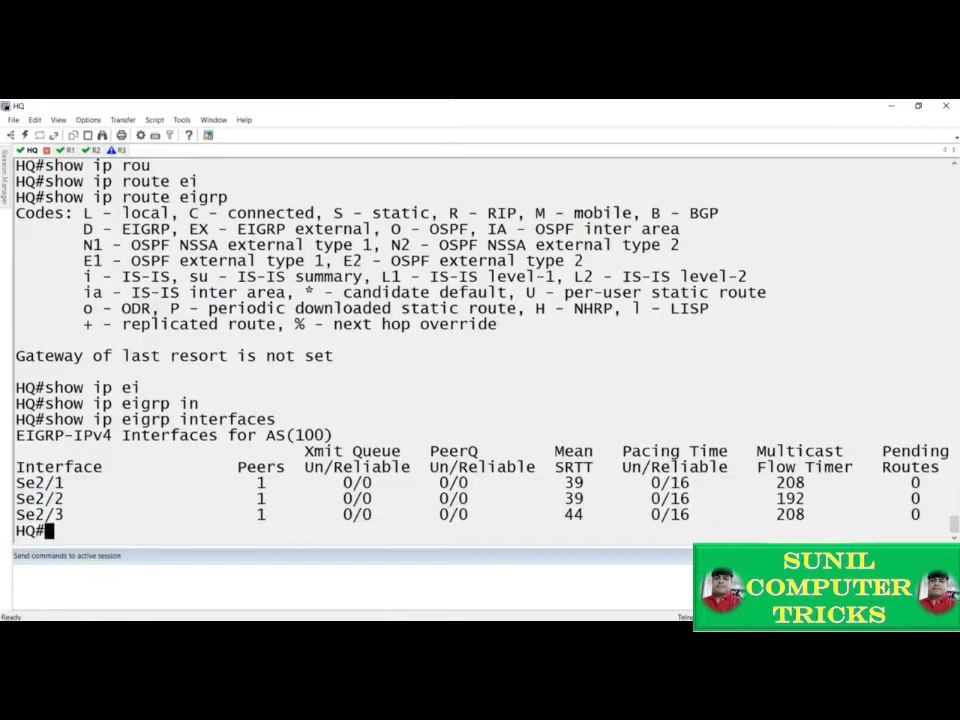 HQ
File Edit View Options Transfer Script Tools Window Help
HQ R1 R2 R3
Session Manager
HQ#show ip rou
HQ#show ip route ei
HQ#show ip route eigrp
Codes: L - local, C - connected, S - static, R - RIP, M - mobile, B - BGP
D - EIGRP, EX - EIGRP external, O - OSPF, IA - OSPF inter area
N1 - OSPF NSSA external type 1, N2 - OSPF NSSA external type 2
E1 - OSPF external type 1, E2 - OSPF external type 2
i - IS-IS, su - IS-IS summary, L1 - IS-IS level-1, L2 - IS-IS level-2
ia - IS-IS inter area, * - candidate default, U - per-user static route
o - ODR, P - periodic downloaded static route, H - NHRP, l - LISP
+ - replicated route, % - next hop override
Gateway of last resort is not set
HQ#show ip ei
HQ#show ip eigrp in
HQ#show ip eigrp interfaces
EIGRP-IPv4 Interfaces for AS(100)
Xmit Queue PeerQ Mean Pacing Time Multicast Pending
Interface Peers Un/Reliable Un/Reliable SRTT Un/Reliable Flow Timer Routes
Se2/1 1 0/0 0/0 39 0/16 208 0
Se2/2 1 0/0 0/0 39 0/16 192 0
Se2/3 1 0/0 0/0 44 0/16 208 0
HQ#
Send commands to active session
Ready
SUNIL
COMPUTER
TRICKS